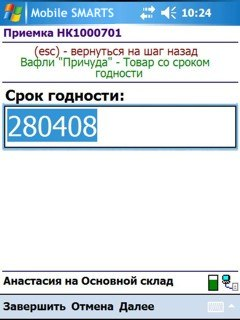 Mobile SMARTS 10:24
Приемка НК1000701
(esc) - вернуться на шаг назад
Вафли "Причуда" - Товар со сроком
годности
Срок годности:
280408
Анастасия на Основной склад
Завершить Отмена Далее